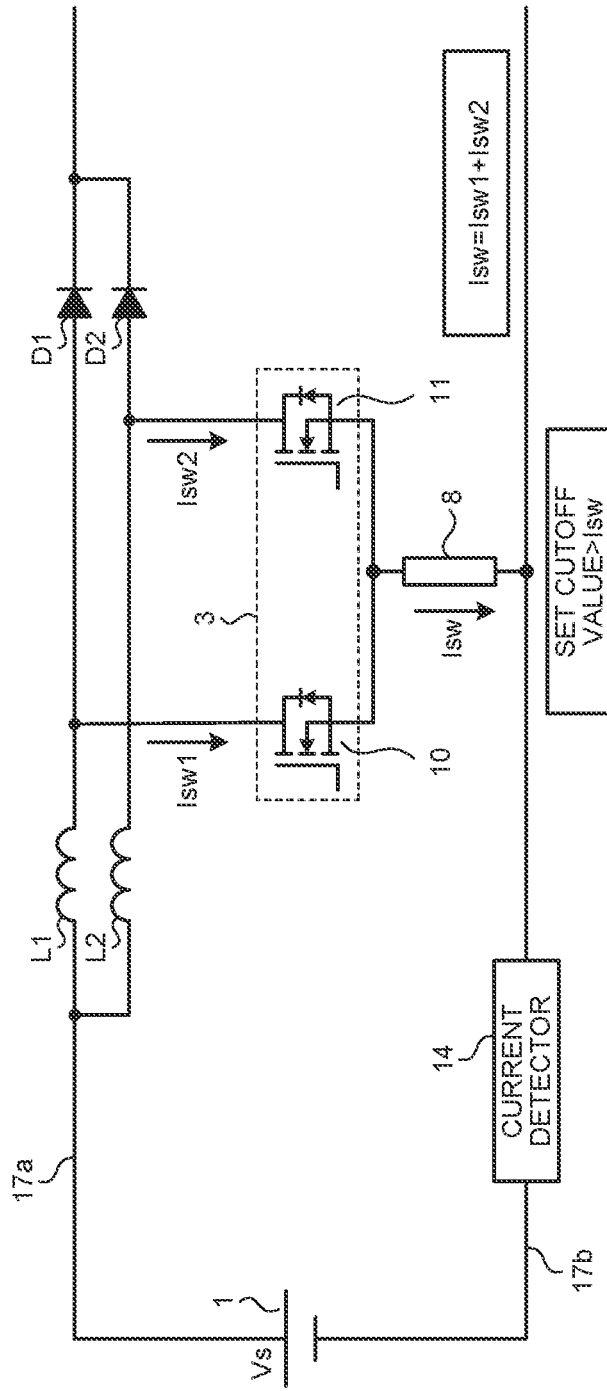 17a
L1
L2
D1
D2
Isw1
Isw2
3
10
11
8
Isw
Isw=Isw1+Isw2
Vs
1
14
CURRENT
DETECTOR
17b
SET CUTOFF
VALUE>Isw